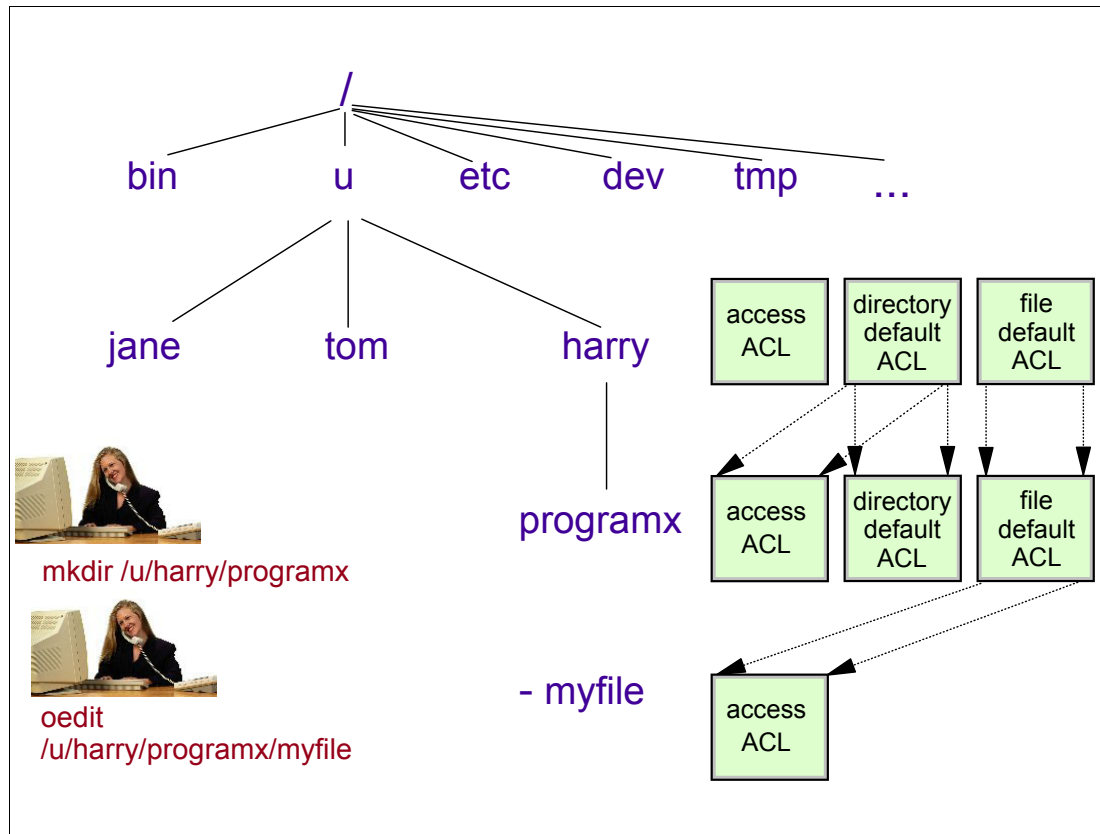 /
bin
u
etc
dev
tmp
...
jane
tom
harry
access
ACL
directory
default
ACL
file
default
ACL
programx
access
ACL
directory
default
ACL
file
default
ACL
mkdir /u/harry/programx
- myfile
access
ACL
oedit
/u/harry/programx/myfile